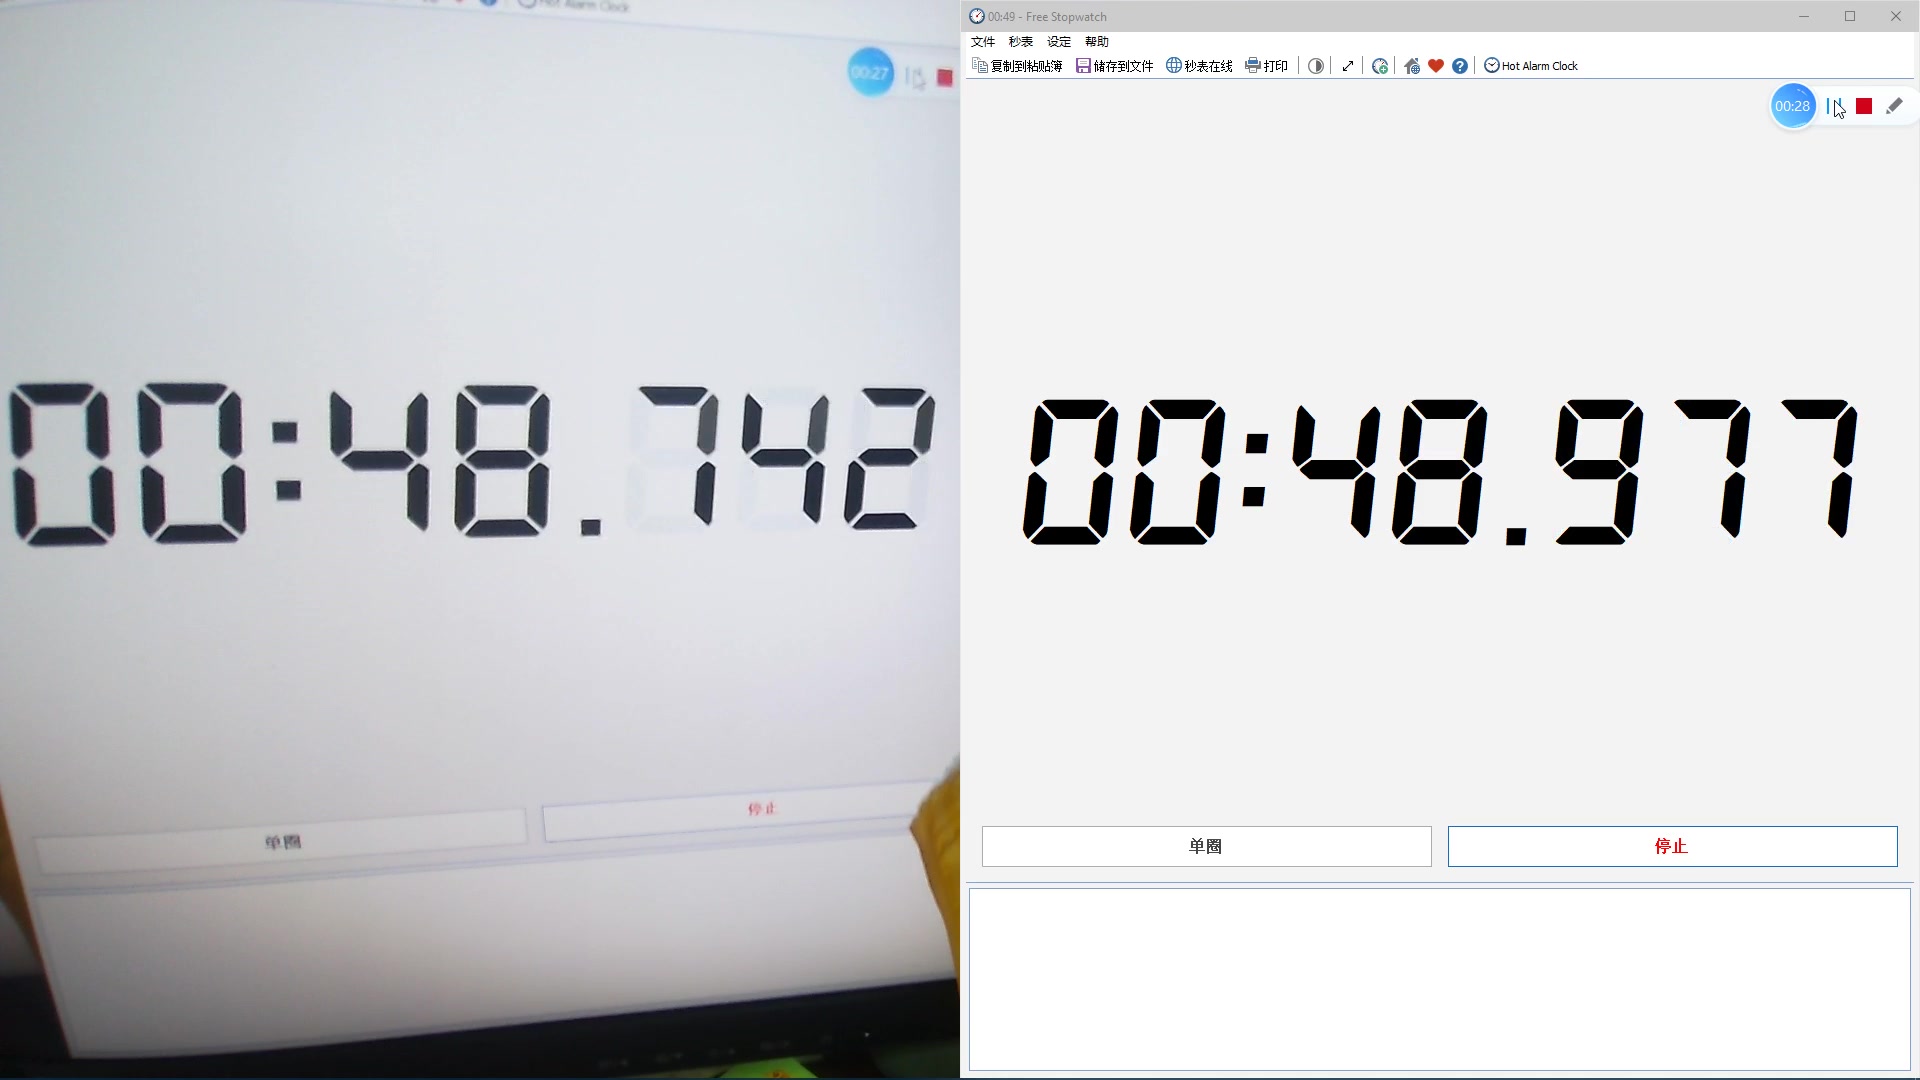 Hot Alarm Clock
00:27
00:48.742
单圈
停止
00:49 - Free Stopwatch
文件 秒表 设定 帮助
复制到粘贴簿 储存到文件 秒表在线 打印 Hot Alarm Clock
00:28
00:48.977
单圈 停止